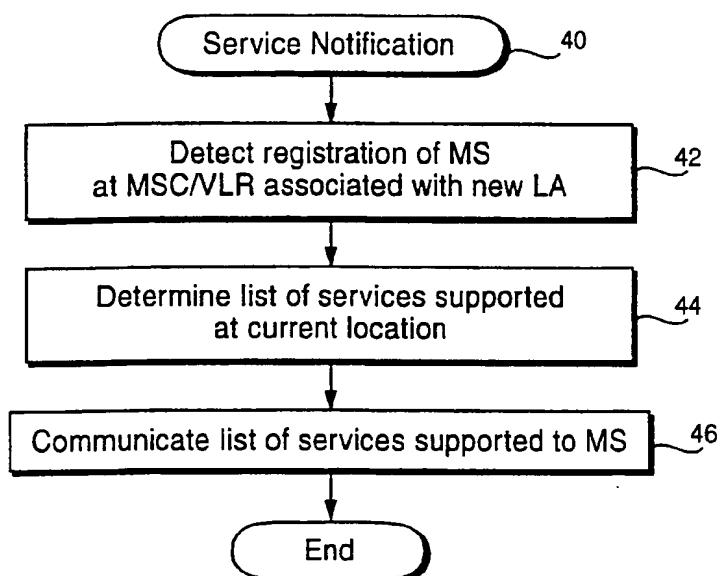 Service Notification
40
Detect registration of MS
at MSC/VLR associated with new LA
42
Determine list of services supported
at current location
44
Communicate list of services supported to MS
46
End